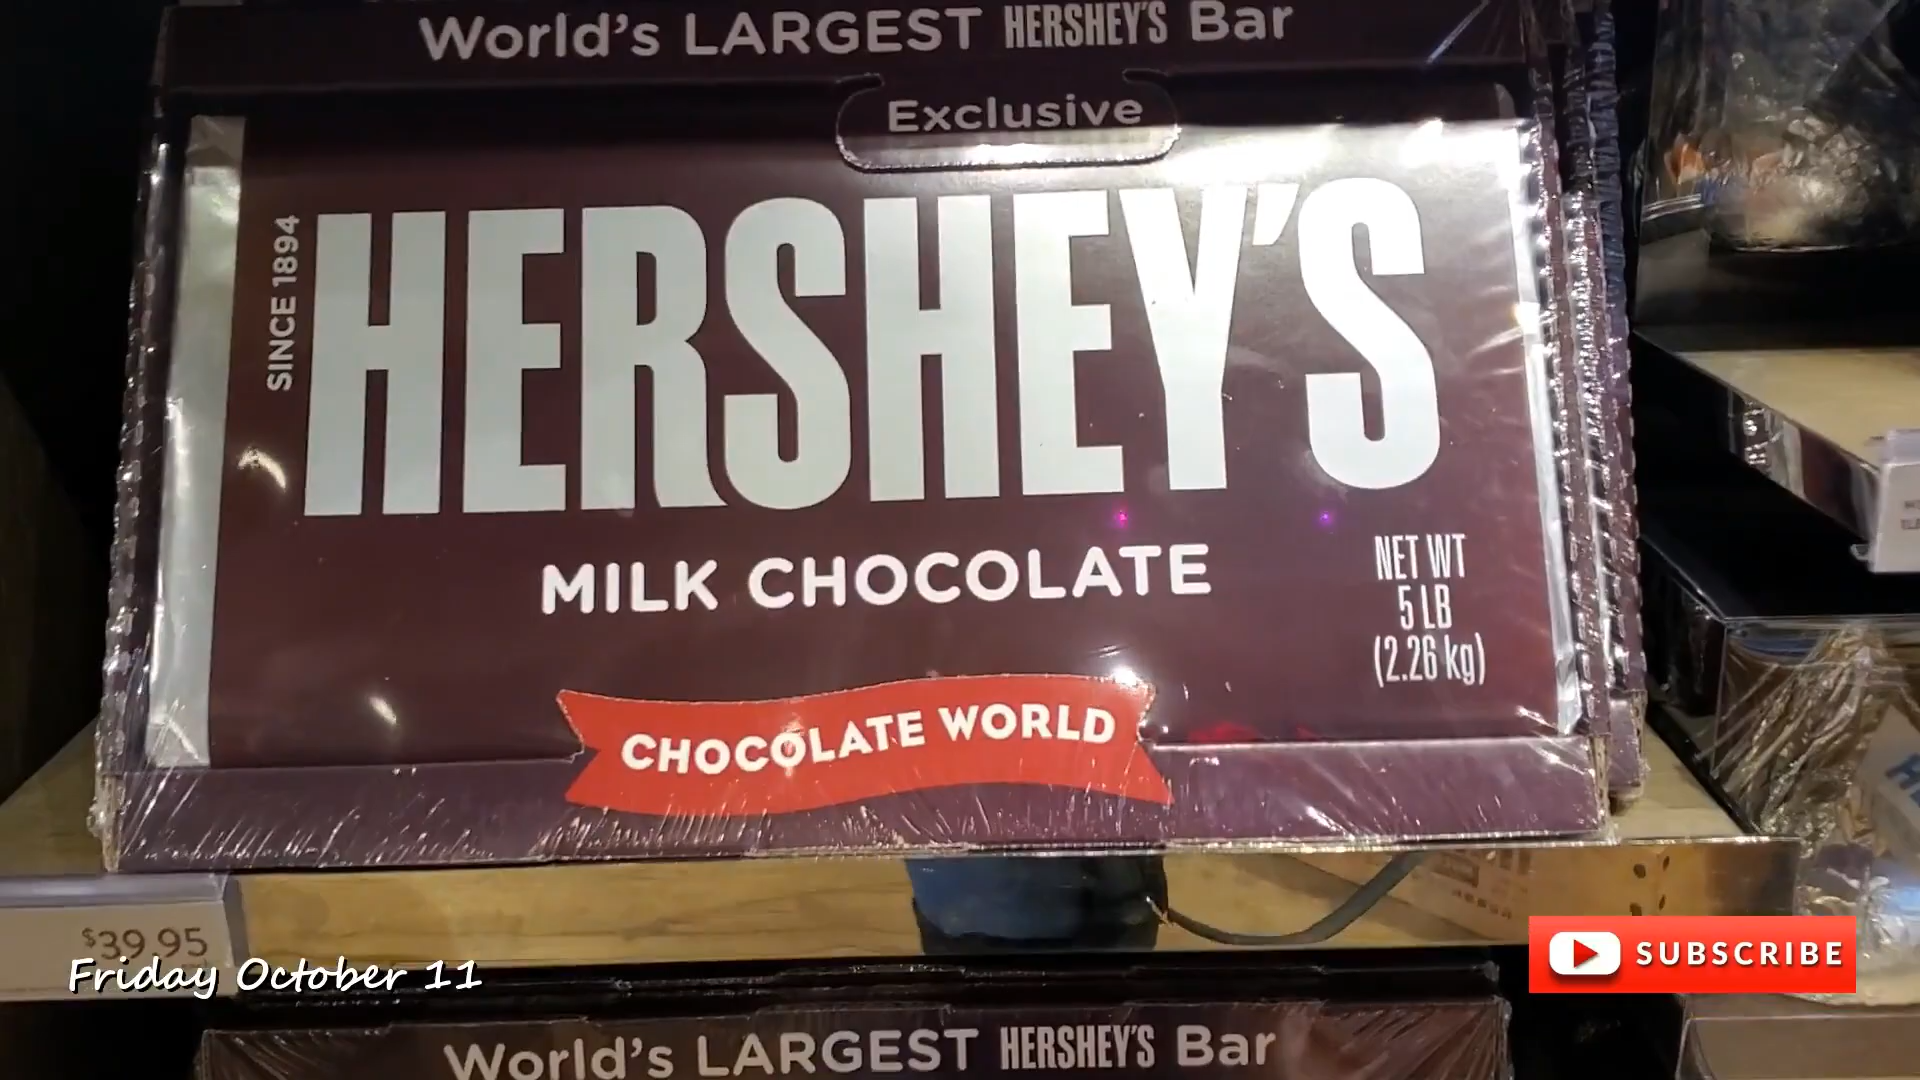 World's LARGEST HERSHEY'S Bar
Exclusive
SINCE 1894
HERSHEY'S
MILK CHOCOLATE
NET WT
5 LB
(2.26 kg)
CHOCOLATE WORLD
$39.95
Friday October 11
SUBSCRIBE
World's LARGEST HERSHEY'S Bar